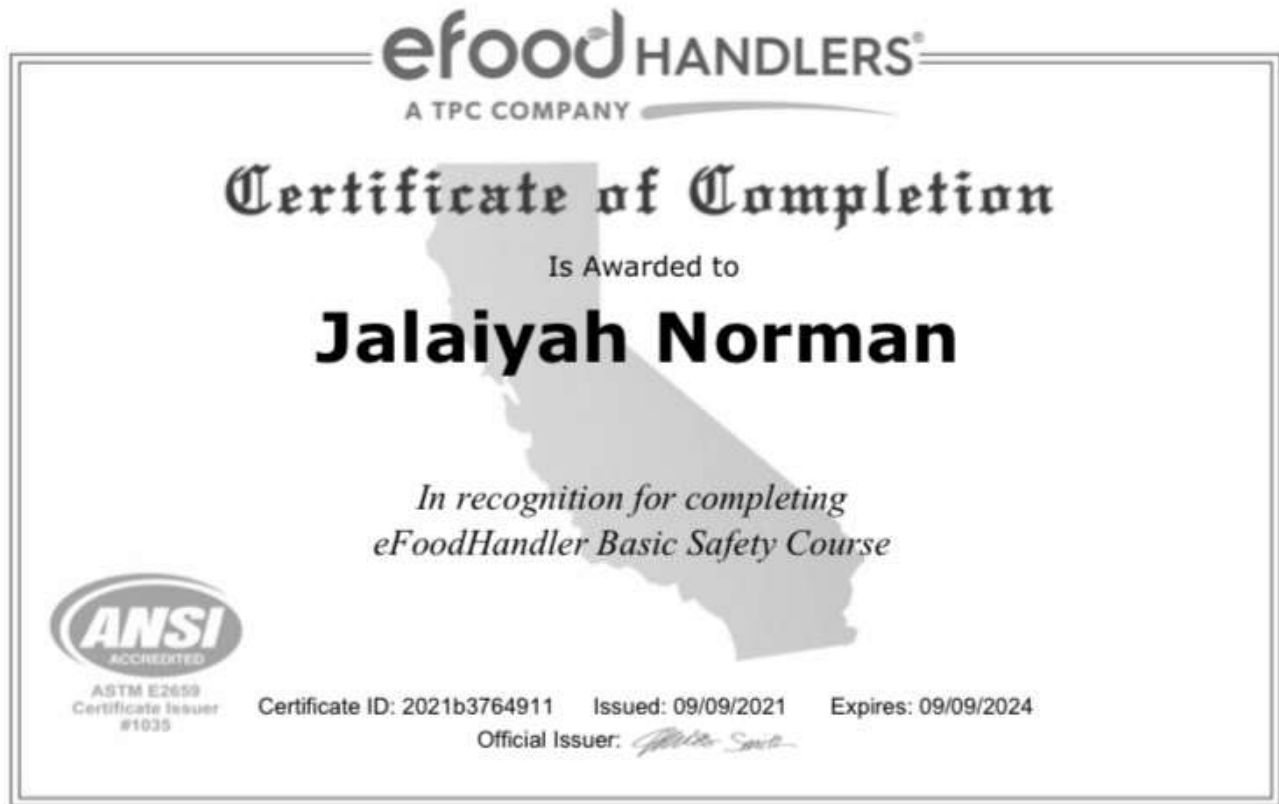 efood HANDLERS®
A TPC COMPANY
Certificate of Completion
Is Awarded to
Jalaiyah Norman
In recognition for completing
eFoodHandler Basic Safety Course
ANSI
ACCREDITED
ASTM E2659
Certificate Issuer
#1035
Certificate ID: 2021b3764911 Issued: 09/09/2021 Expires: 09/09/2024
Official Issuer: Smith